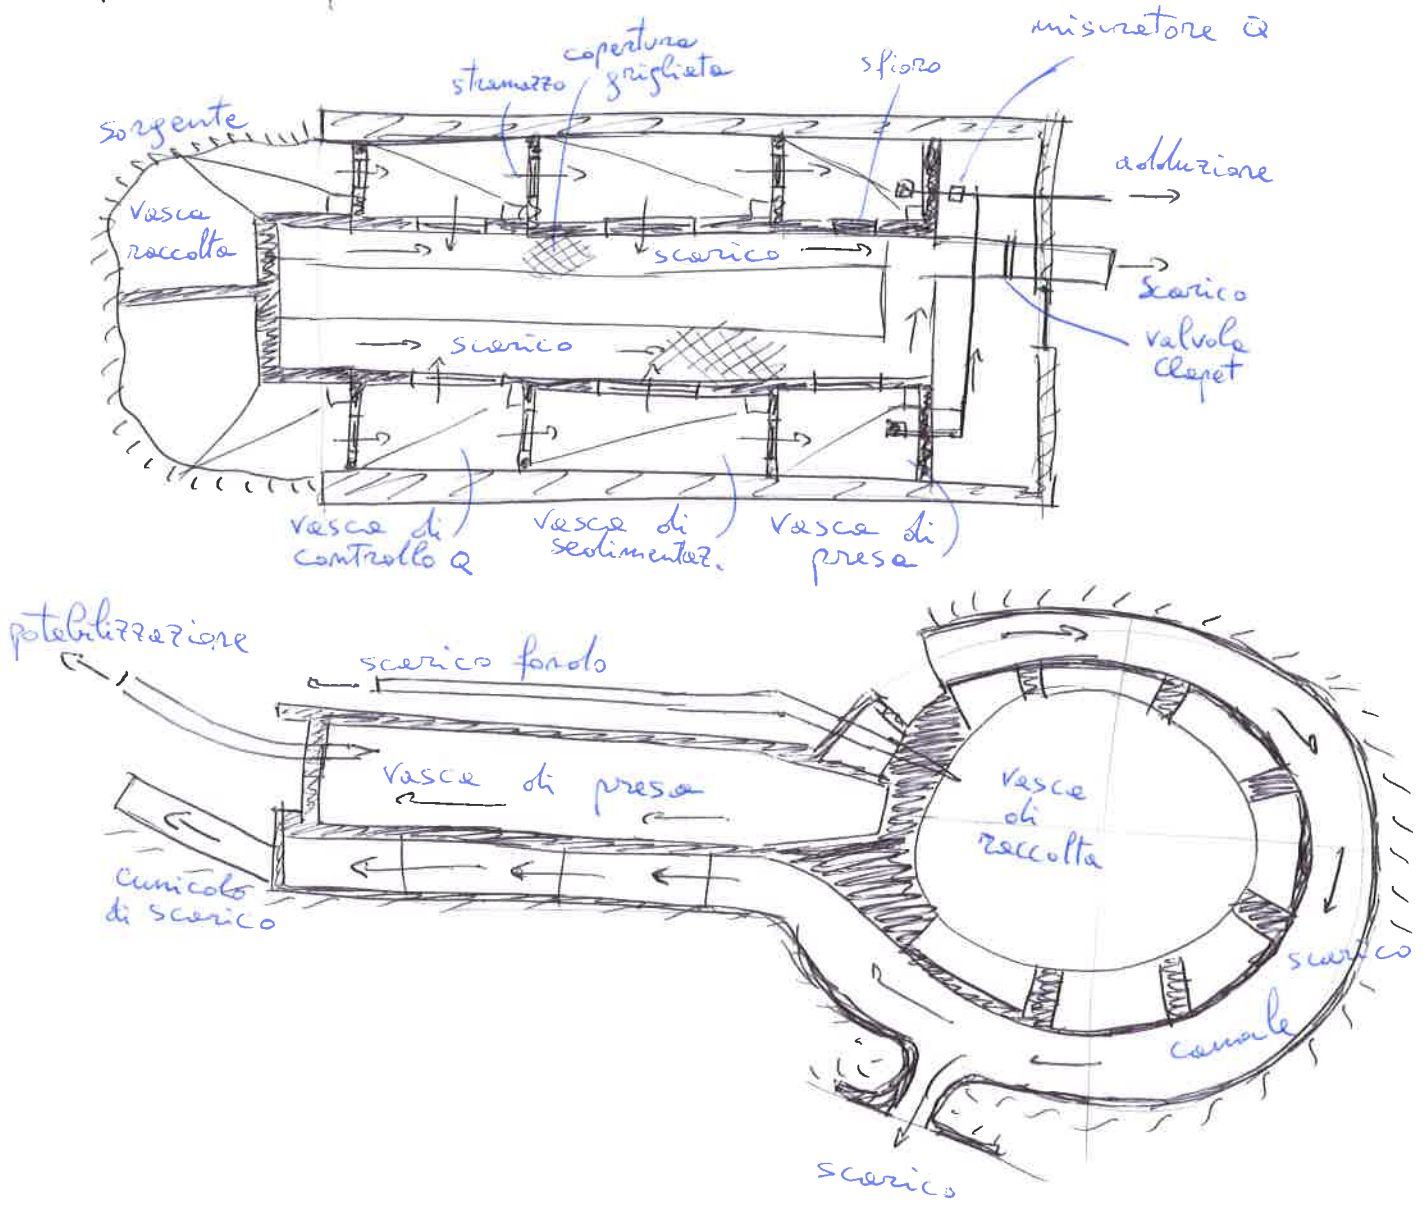 misuratore Q
copertura
grigliata
stramazzo
sfioro
sorgente
adduzione
vasca
raccolta
scarico
scarico
scarico
valvola
Clapet
vasca di
controllo Q
vasca di
sedimentaz.
vasca di
presa
potabilizzazione
scarico fondo
vasca di presa
vasca
di
raccolta
cunicolo
di scarico
scarico
canale
scarico